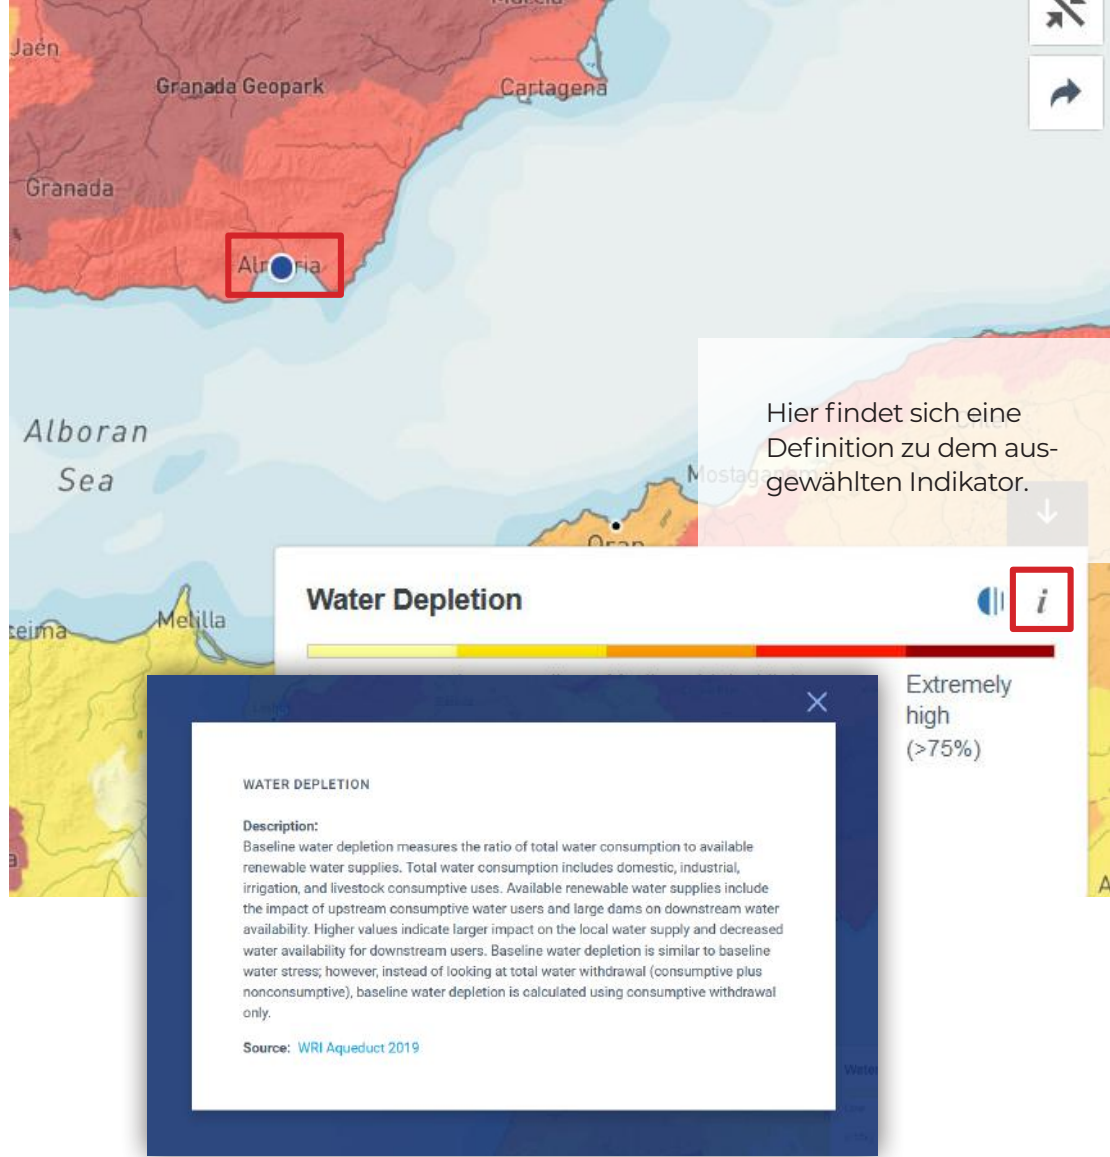 Murcia
Jaén
Granada Geopark
Cartagena
Granada
Almería
Alboran
Sea
Hier findet sich eine
Definition zu dem aus-
gewählten Indikator.
Mostaganem
Oran
Water Depletion
i
Melilla
Extremely
high
(>75%)
WATER DEPLETION
Description:
Baseline water depletion measures the ratio of total water consumption to available
renewable water supplies. Total water consumption includes domestic, industrial,
irrigation, and livestock consumptive uses. Available renewable water supplies include
the impact of upstream consumptive water users and large dams on downstream water
availability. Higher values indicate larger impact on the local water supply and decreased
water availability for downstream users. Baseline water depletion is similar to baseline
water stress; however, instead of looking at total water withdrawal (consumptive plus
nonconsumptive), baseline water depletion is calculated using consumptive withdrawal
only.
Source: WRI Aqueduct 2019